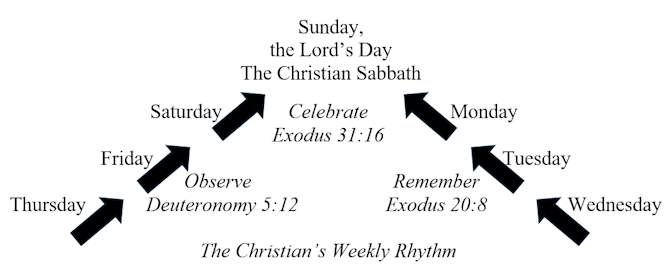 Sunday,
the Lord's Day
The Christian Sabbath
Saturday
Celebrate
Exodus 31:16
Monday
Friday
Tuesday
Observe
Deuteronomy 5:12
Remember
Exodus 20:8
Thursday
Wednesday
The Christian's Weekly Rhythm